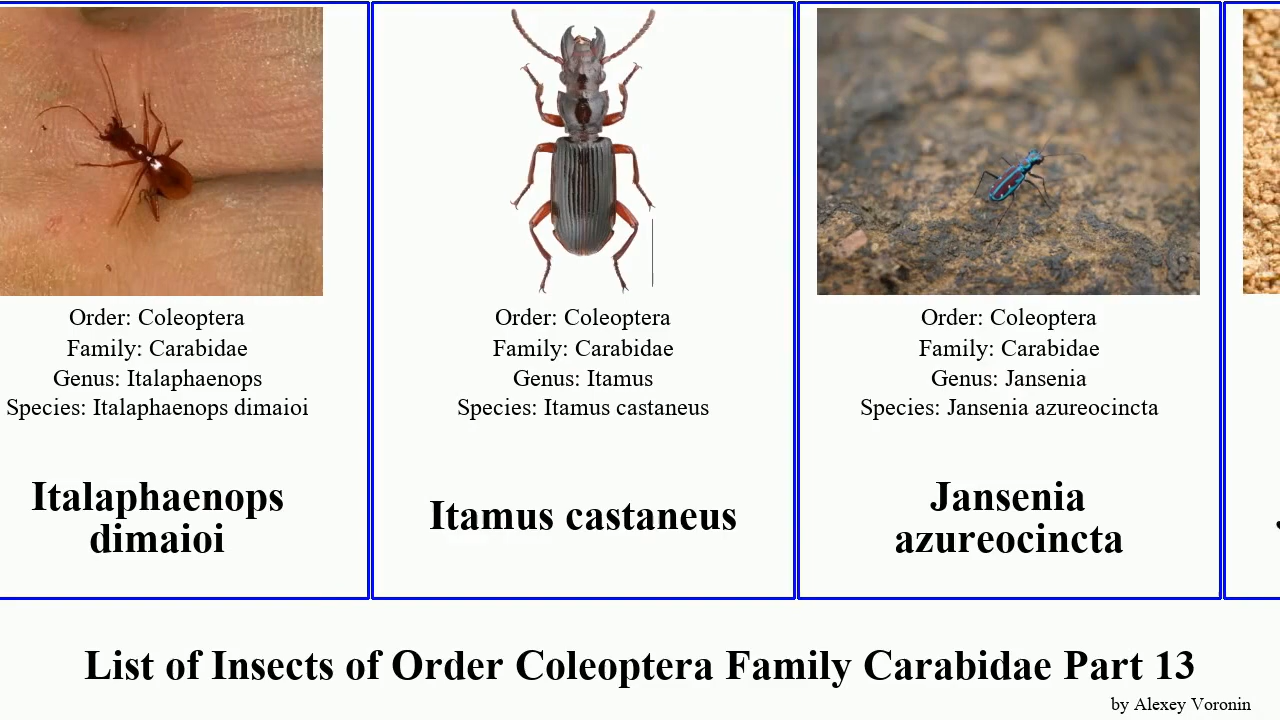 Order: Coleoptera
Family: Carabidae
Genus: Italaphaenops
Species: Italaphaenops dimaioi
Italaphaenops
dimaioi
Order: Coleoptera
Family: Carabidae
Genus: Itamus
Species: Itamus castaneus
Itamus castaneus
Order: Coleoptera
Family: Carabidae
Genus: Jansenia
Species: Jansenia azureocincta
Jansenia
azureocincta
List of Insects of Order Coleoptera Family Carabidae Part 13
by Alexey Voronin